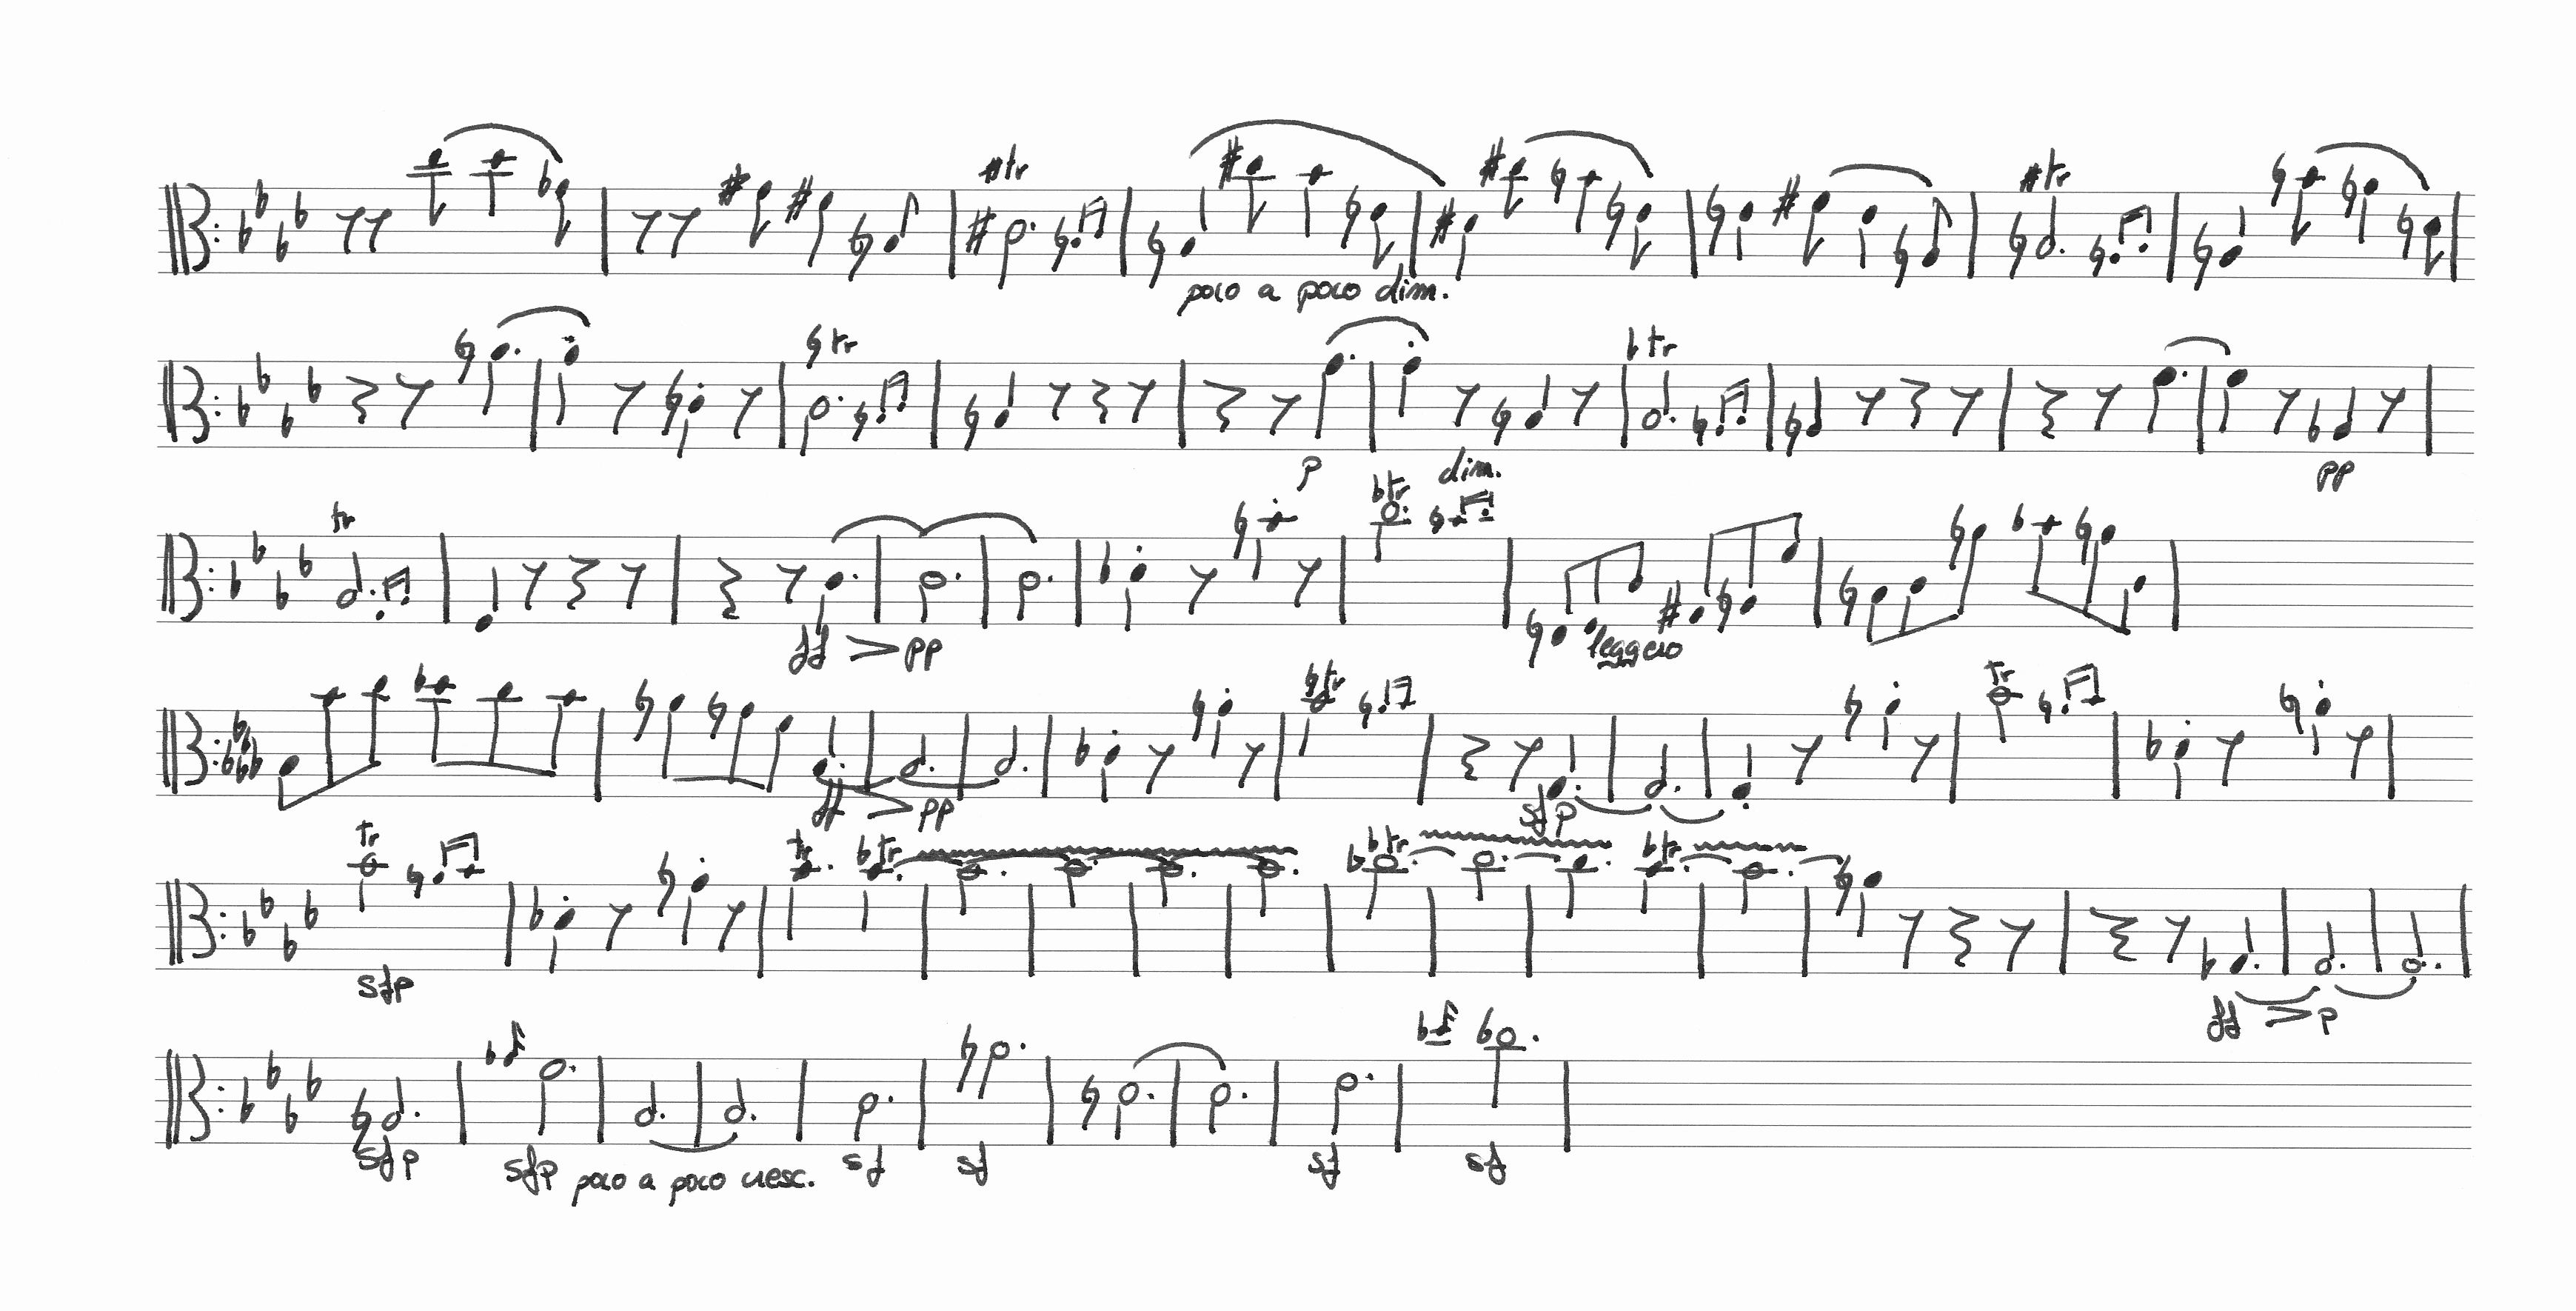 tr
tr
poco a poco dim.
tr
tr
p dim. pp
tr tr
ff pp leggero
tr tr
ff pp sfp
tr tr tr tr tr
sfp ff p
sfp sfp poco a poco cresc. sf sf sf sf